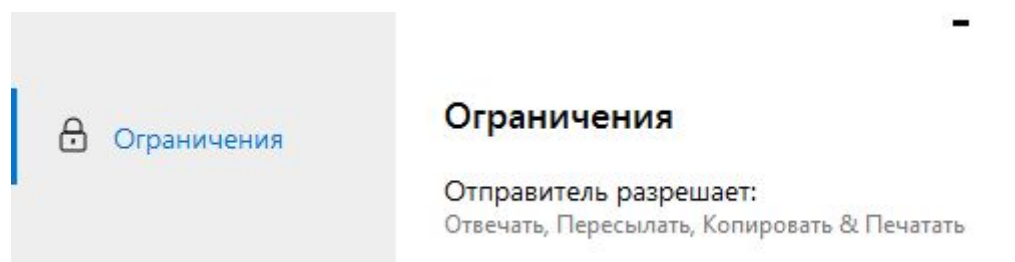 Ограничения
Ограничения
Отправитель разрешает:
Отвечать, Пересылать, Копировать & Печатать